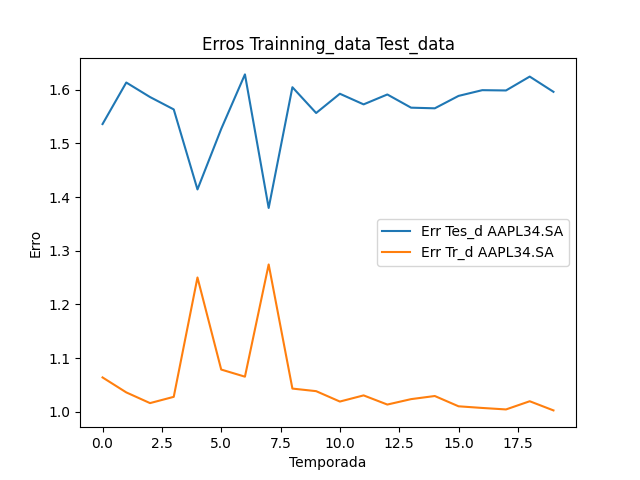 Erros Trainning_data Test_data
1.6
1.5
1.4
1.3
1.2
1.1
1.0
Erro
Err Tes_d AAPL34.SA
Err Tr_d AAPL34.SA
0.0 2.5 5.0 7.5 10.0 12.5 15.0 17.5
Temporada